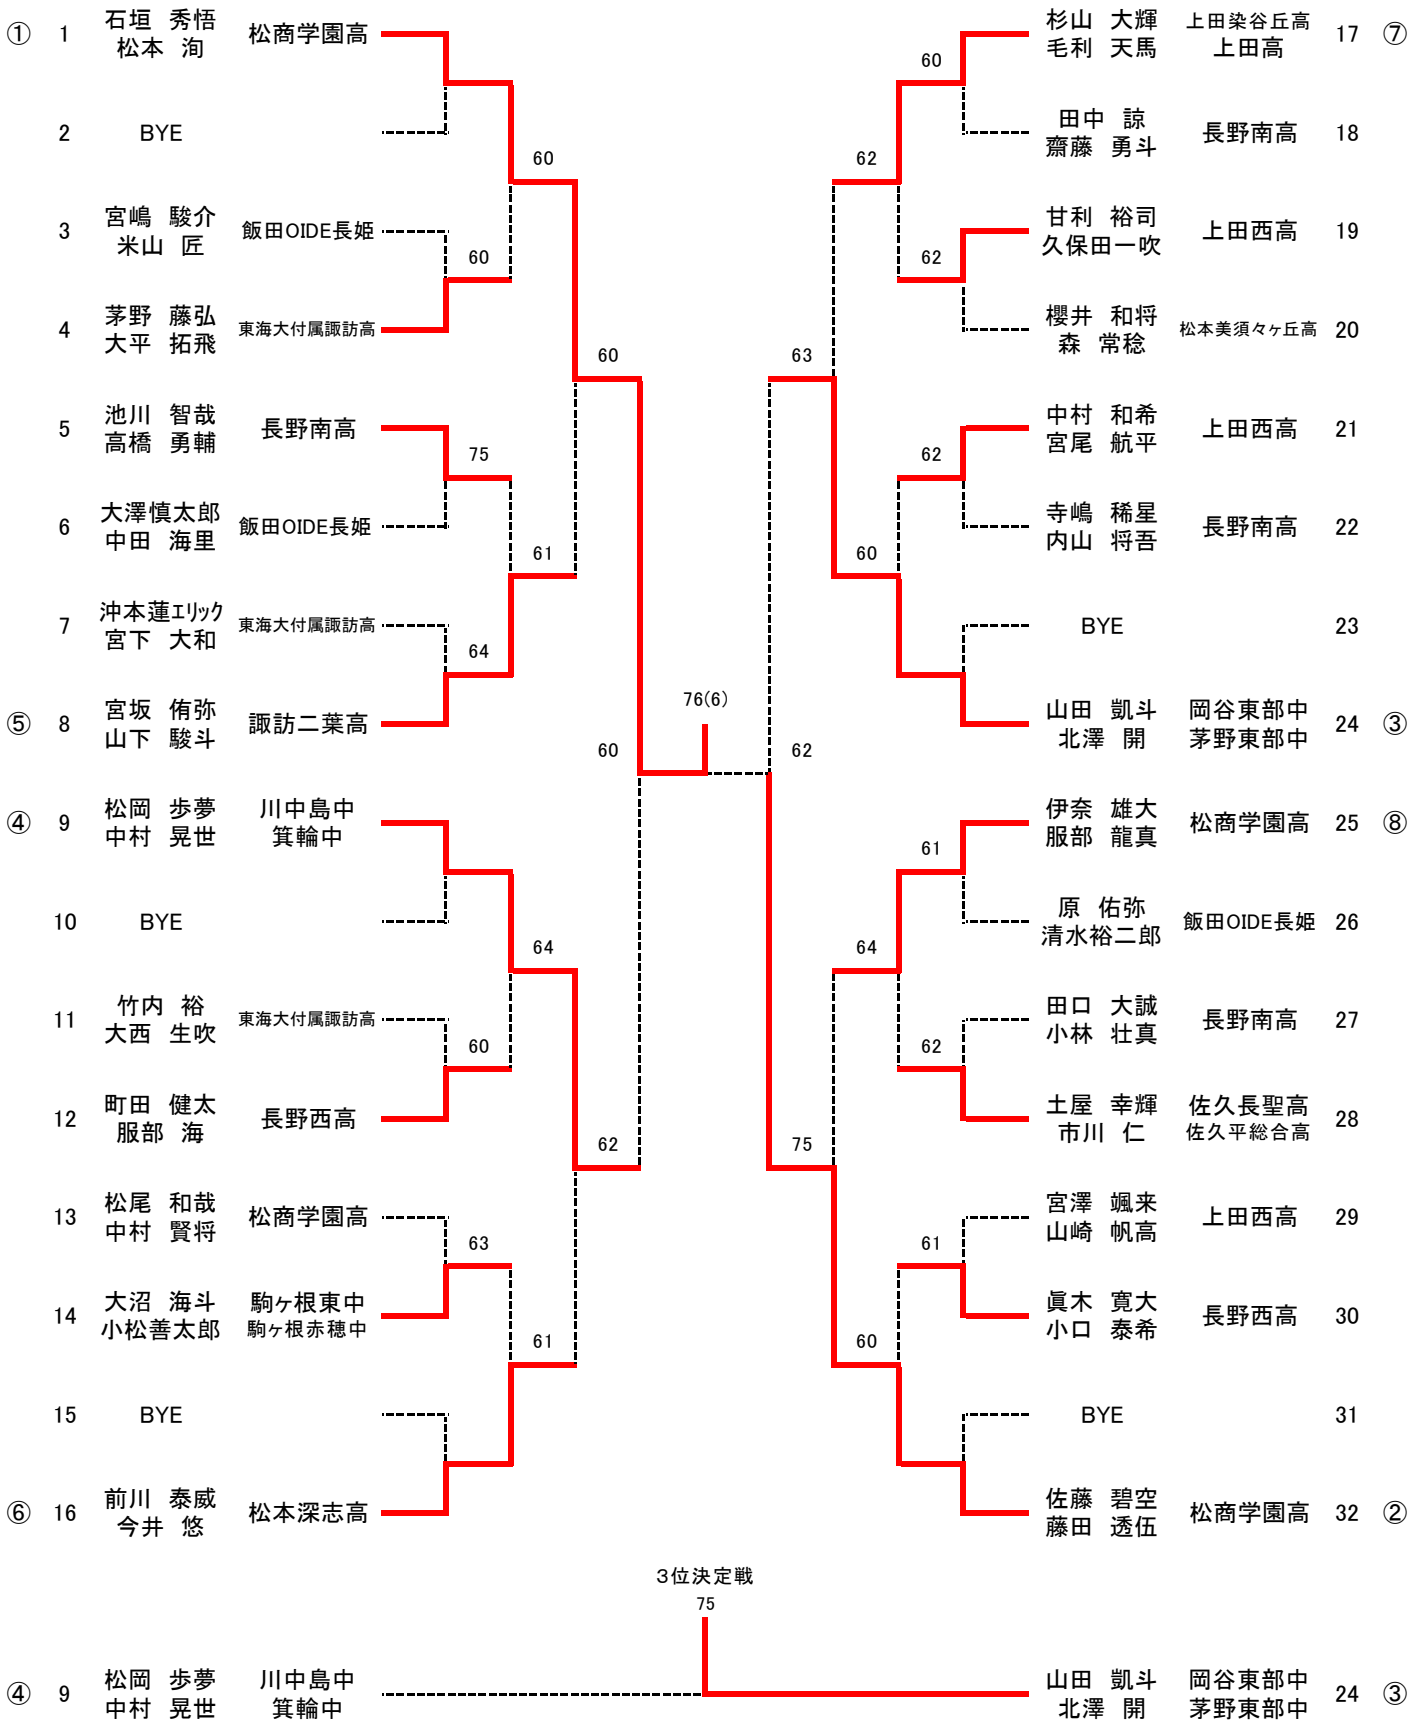 ① 1 石垣 秀悟 松本 洵 松商学園高
2 BYE
60
3 宮嶋 駿介 米山 匠 飯田OIDE長姫
60
4 茅野 藤弘 大平 拓飛 東海大付属諏訪高
60
5 池川 智哉 高橋 勇輔 長野南高
75
6 大澤慎太郎 中田 海里 飯田OIDE長姫
61
7 沖本蓮エリック 宮下 大和 東海大付属諏訪高
64
⑤ 8 宮坂 侑弥 山下 駿斗 諏訪二葉高
60
④ 9 松岡 歩夢 中村 晃世 川中島中 箕輪中
10 BYE
64
11 竹内 裕 大西 生吹 東海大付属諏訪高
60
12 町田 健太 服部 海 長野西高
62
13 松尾 和哉 中村 賢将 松商学園高
63
14 大沼 海斗 小松善太郎 駒ヶ根東中 駒ヶ根赤穂中
61
15 BYE
⑥ 16 前川 泰威 今井 悠 松本深志高
76(6)
杉山 大輝 毛利 天馬 上田染谷丘高 上田高 17 ⑦
60
田中 諒 齋藤 勇斗 長野南高 18
62
甘利 裕司 久保田一吹 上田西高 19
62
櫻井 和将 森 常稔 松本美須々ヶ丘高 20
63
中村 和希 宮尾 航平 上田西高 21
62
寺嶋 稀星 内山 将吾 長野南高 22
60
BYE 23
山田 凱斗 北澤 開 岡谷東部中 茅野東部中 24 ③
62
伊奈 雄大 服部 龍真 松商学園高 25 ⑧
61
原 佑弥 清水裕二郎 飯田OIDE長姫 26
64
田口 大誠 小林 壮真 長野南高 27
62
土屋 幸輝 市川 仁 佐久長聖高 佐久平総合高 28
75
宮澤 颯来 山崎 帆高 上田西高 29
61
眞木 寛大 小口 泰希 長野西高 30
60
BYE 31
佐藤 碧空 藤田 透伍 松商学園高 32 ②
3位決定戦
75
④ 9 松岡 歩夢 中村 晃世 川中島中 箕輪中
山田 凱斗 北澤 開 岡谷東部中 茅野東部中 24 ③